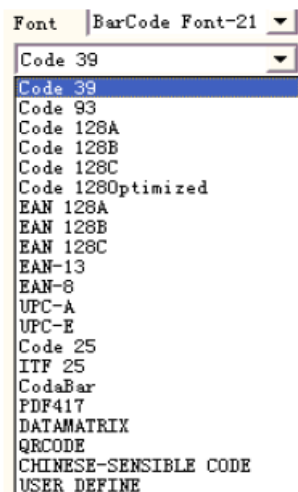 Font BarCode Font-21
Code 39
Code 39
Code 93
Code 128A
Code 128B
Code 128C
Code 128Optimized
EAN 128A
EAN 128B
EAN 128C
EAN-13
EAN-8
UPC-A
UPC-E
Code 25
ITF 25
CodaBar
PDF417
DATAMATRIX
QRCODE
CHINESE-SENSIBLE CODE
USER DEFINE